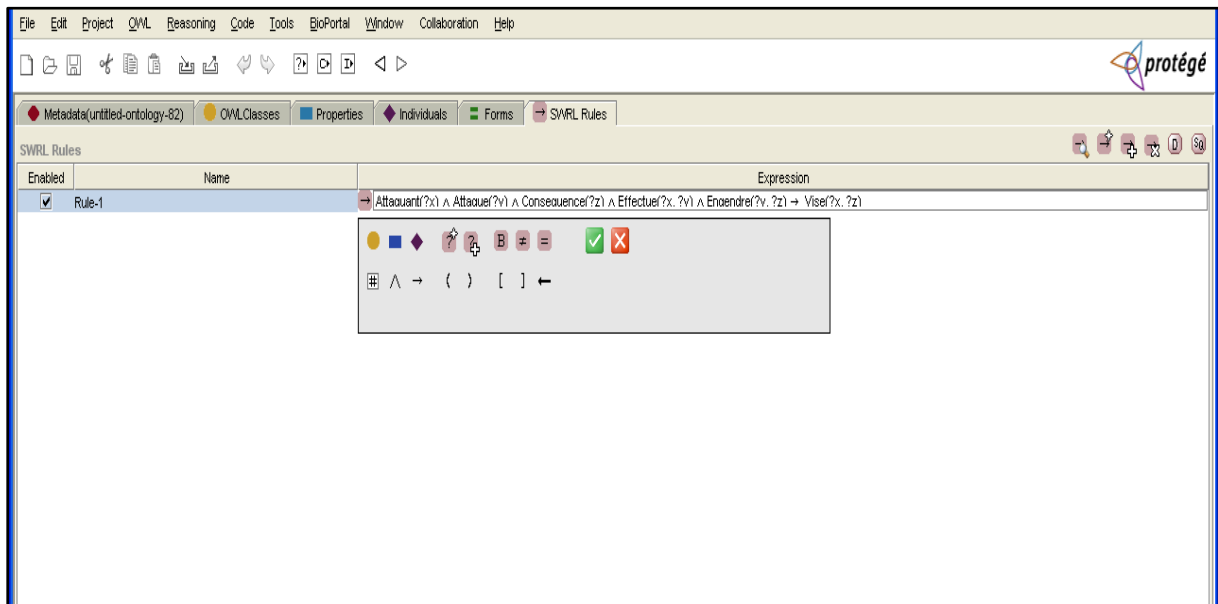 File Edit Project OWL Reasoning Code Tools BioPortal Window Collaboration Help
protégé
Metadata(untitled-ontology-82) OWLClasses Properties Individuals Forms → SWRL Rules
SWRL Rules
Enabled Name Expression
Rule-1 → Attaquant(?x) ∧ Attaque(?y) ∧ Consequence(?z) ∧ Effectue(?x, ?y) ∧ Engendre(?y, ?z) → Vise(?x, ?z)
? ? B ≠ =
# ∧ → ( ) [ ] ←